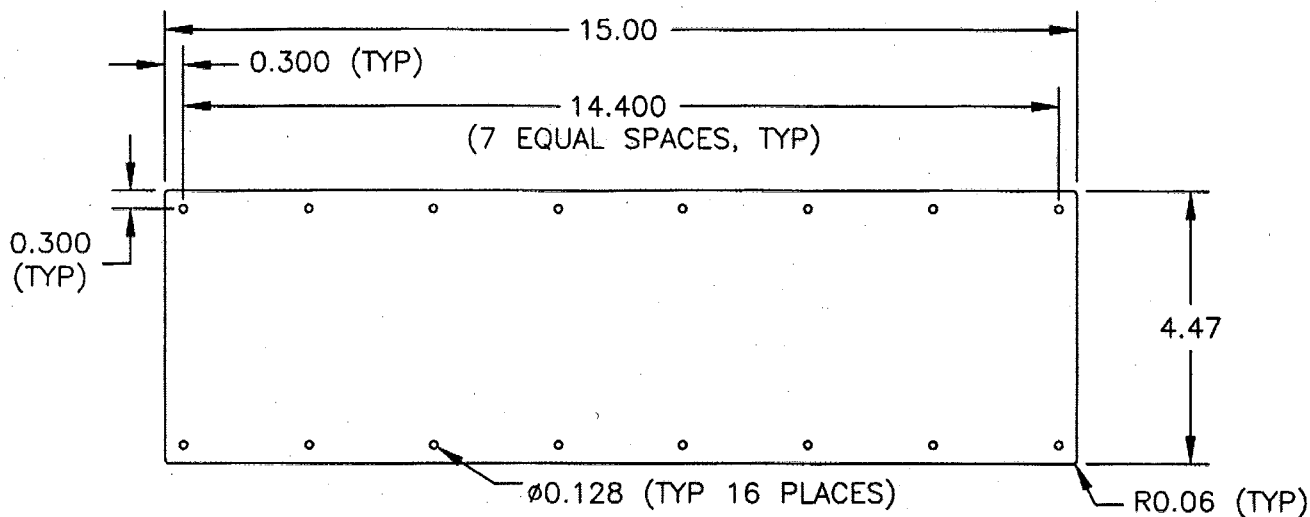 15.00
0.300 (TYP)
14.400
(7 EQUAL SPACES, TYP)
0.300
(TYP)
4.47
ø0.128 (TYP 16 PLACES)
R0.06 (TYP)